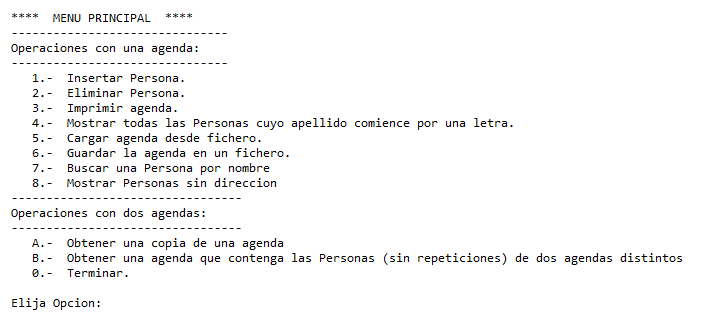 **** MENU PRINCIPAL ****
-------------------------------
Operaciones con una agenda:
-------------------------------
1.- Insertar Persona.
2.- Eliminar Persona.
3.- Imprimir agenda.
4.- Mostrar todas las Personas cuyo apellido comience por una letra.
5.- Cargar agenda desde fichero.
6.- Guardar la agenda en un fichero.
7.- Buscar una Persona por nombre
8.- Mostrar Personas sin direccion
---------------------------------
Operaciones con dos agendas:
---------------------------------
A.- Obtener una copia de una agenda
B.- Obtener una agenda que contenga las Personas (sin repeticiones) de dos agendas distintos
0.- Terminar.
Elija Opcion: